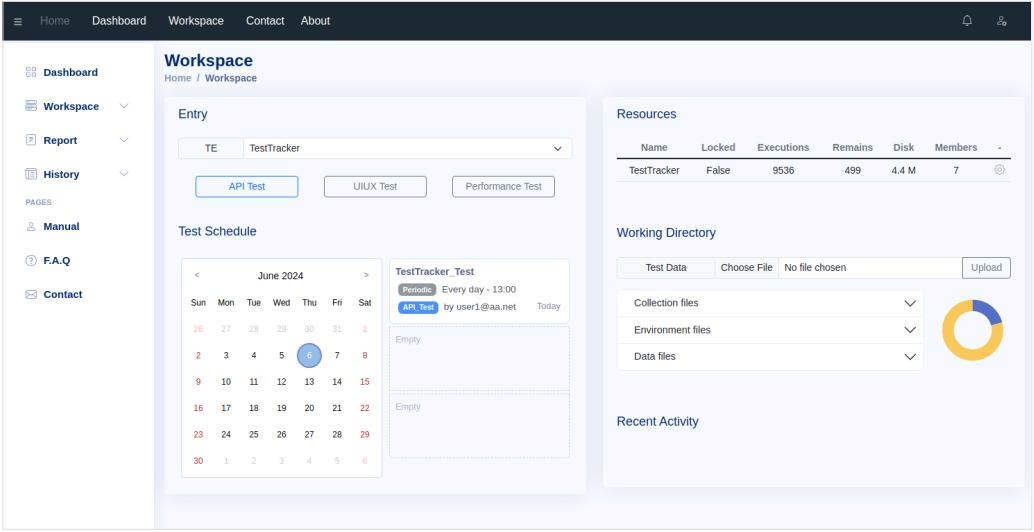 Home Dashboard Workspace Contact About
Dashboard
Workspace
Report
History
PAGES
Manual
F.A.Q
Contact
Workspace
Home / Workspace
Entry
TE TestTracker
API Test UIUX Test Performance Test
Test Schedule
< June 2024 >
Sun Mon Tue Wed Thu Fri Sat
26 27 28 29 30 31 1
2 3 4 5 6 7 8
9 10 11 12 13 14 15
16 17 18 19 20 21 22
23 24 25 26 27 28 29
30 1 2 3 4 5 6
TestTracker_Test
Periodic Every day - 13:00
API_Test by user1@aa.net Today
Empty
Empty
Resources
Name Locked Executions Remains Disk Members -
TestTracker False 9536 499 4.4 M 7
Working Directory
Test Data Choose File No file chosen Upload
Collection files
Environment files
Data files
Recent Activity